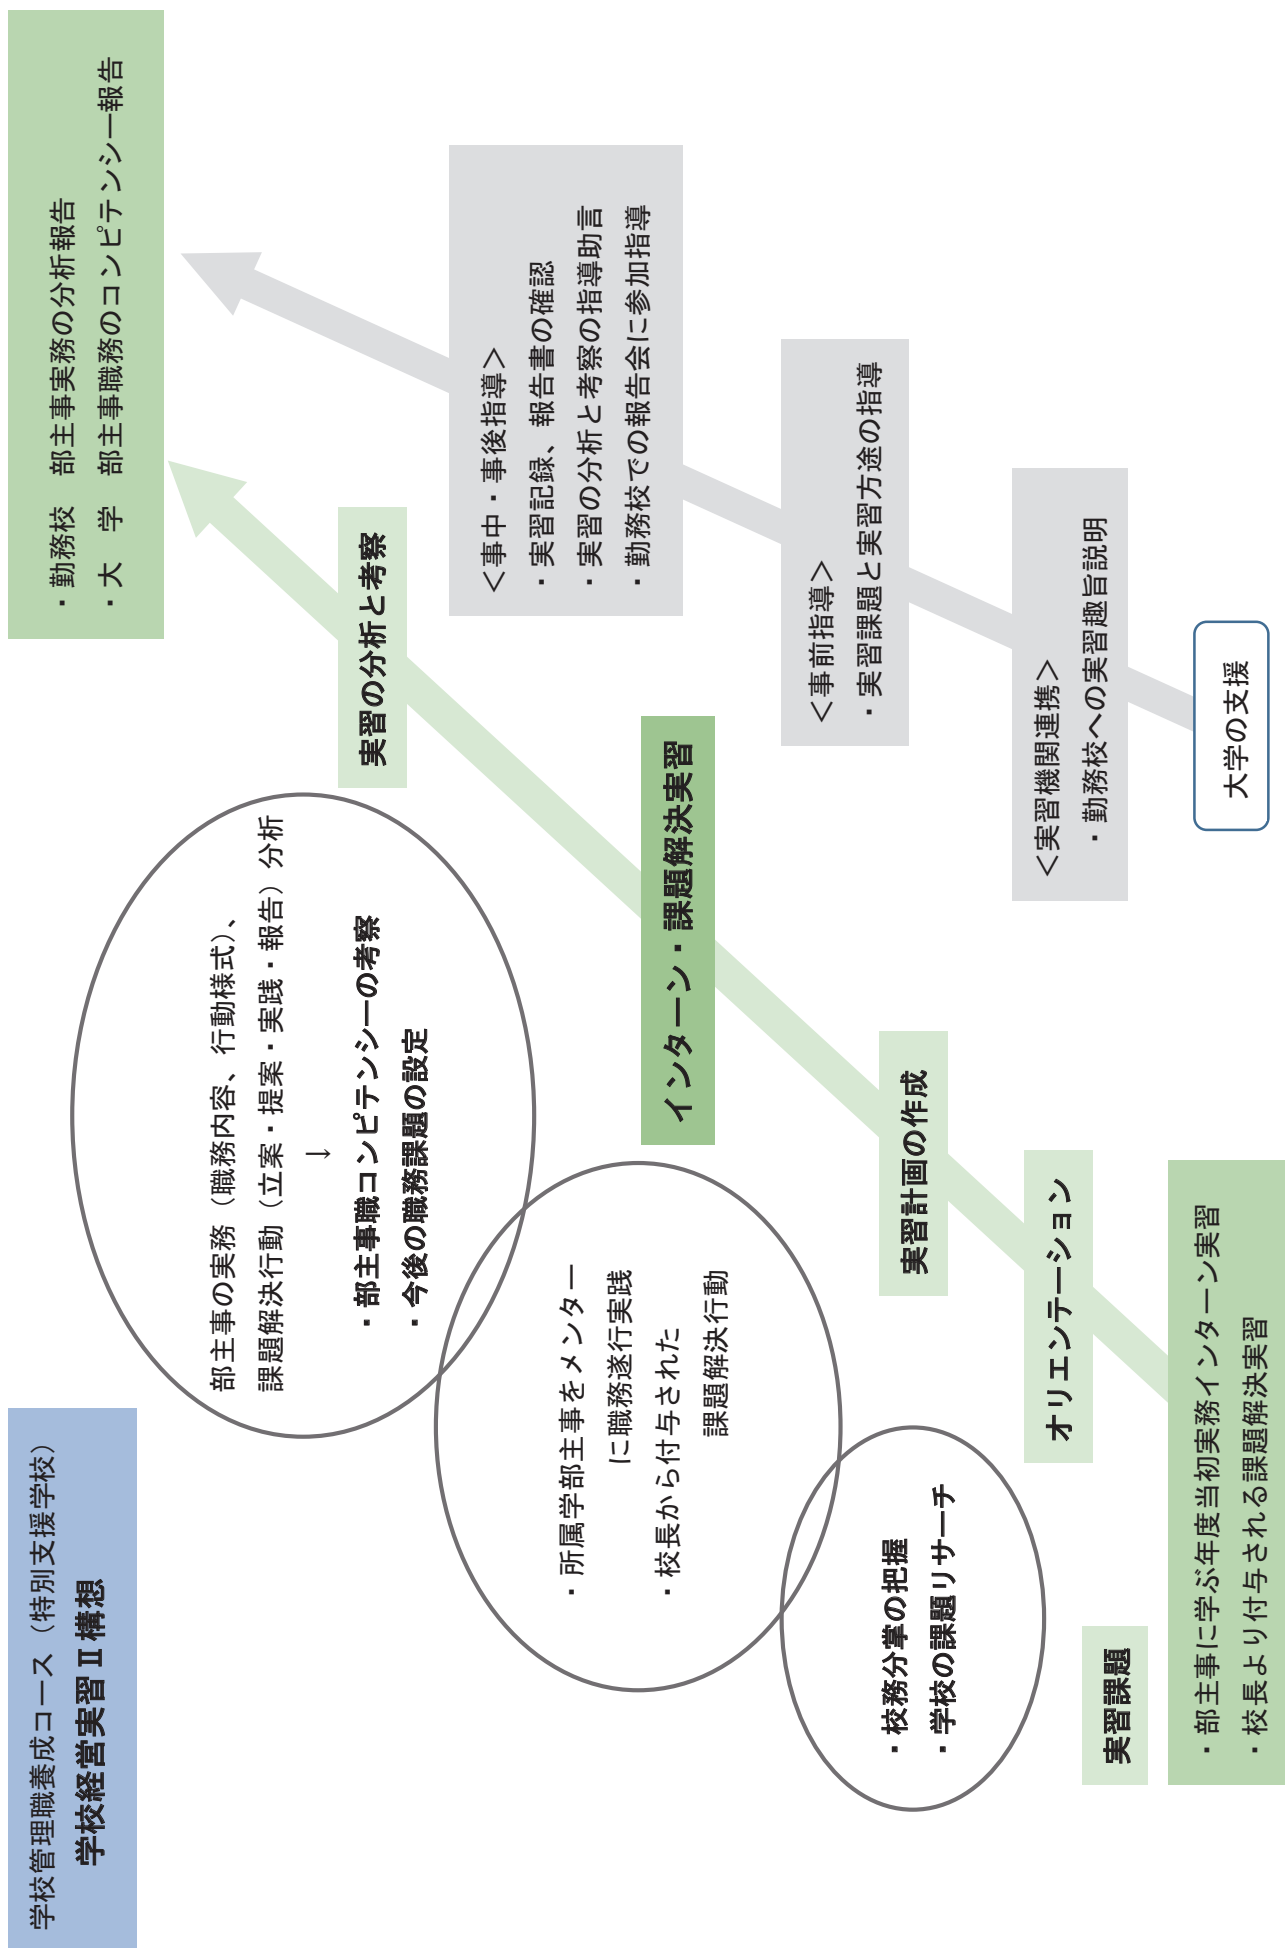 学校管理職養成コース（特別支援学校）
学校経営実習Ⅱ構想
・勤務校　部主事実務の分析報告
・大　学　部主事職務のコンピテンシー報告
部主事の実務（職務内容、行動様式）、
課題解決行動（立案・提案・実践・報告）分析
↓
・部主事職コンピテンシーの考察
・今後の職務課題の設定
実習の分析と考察
＜事中・事後指導＞
・実習記録、報告書の確認
・実習の分析と考察の指導助言
・勤務校での報告会に参加指導
・所属学部主事をメンター
に職務遂行実践
・校長から付与された
課題解決行動
インターン・課題解決実習
＜事前指導＞
・実習課題と実習方途の指導
・校務分掌の把握
・学校の課題リサーチ
実習計画の作成
オリエンテーション
＜実習機関連携＞
・勤務校への実習趣旨説明
実習課題
・部主事に学ぶ年度当初実務インターン実習
・校長より付与される課題解決実習
大学の支援